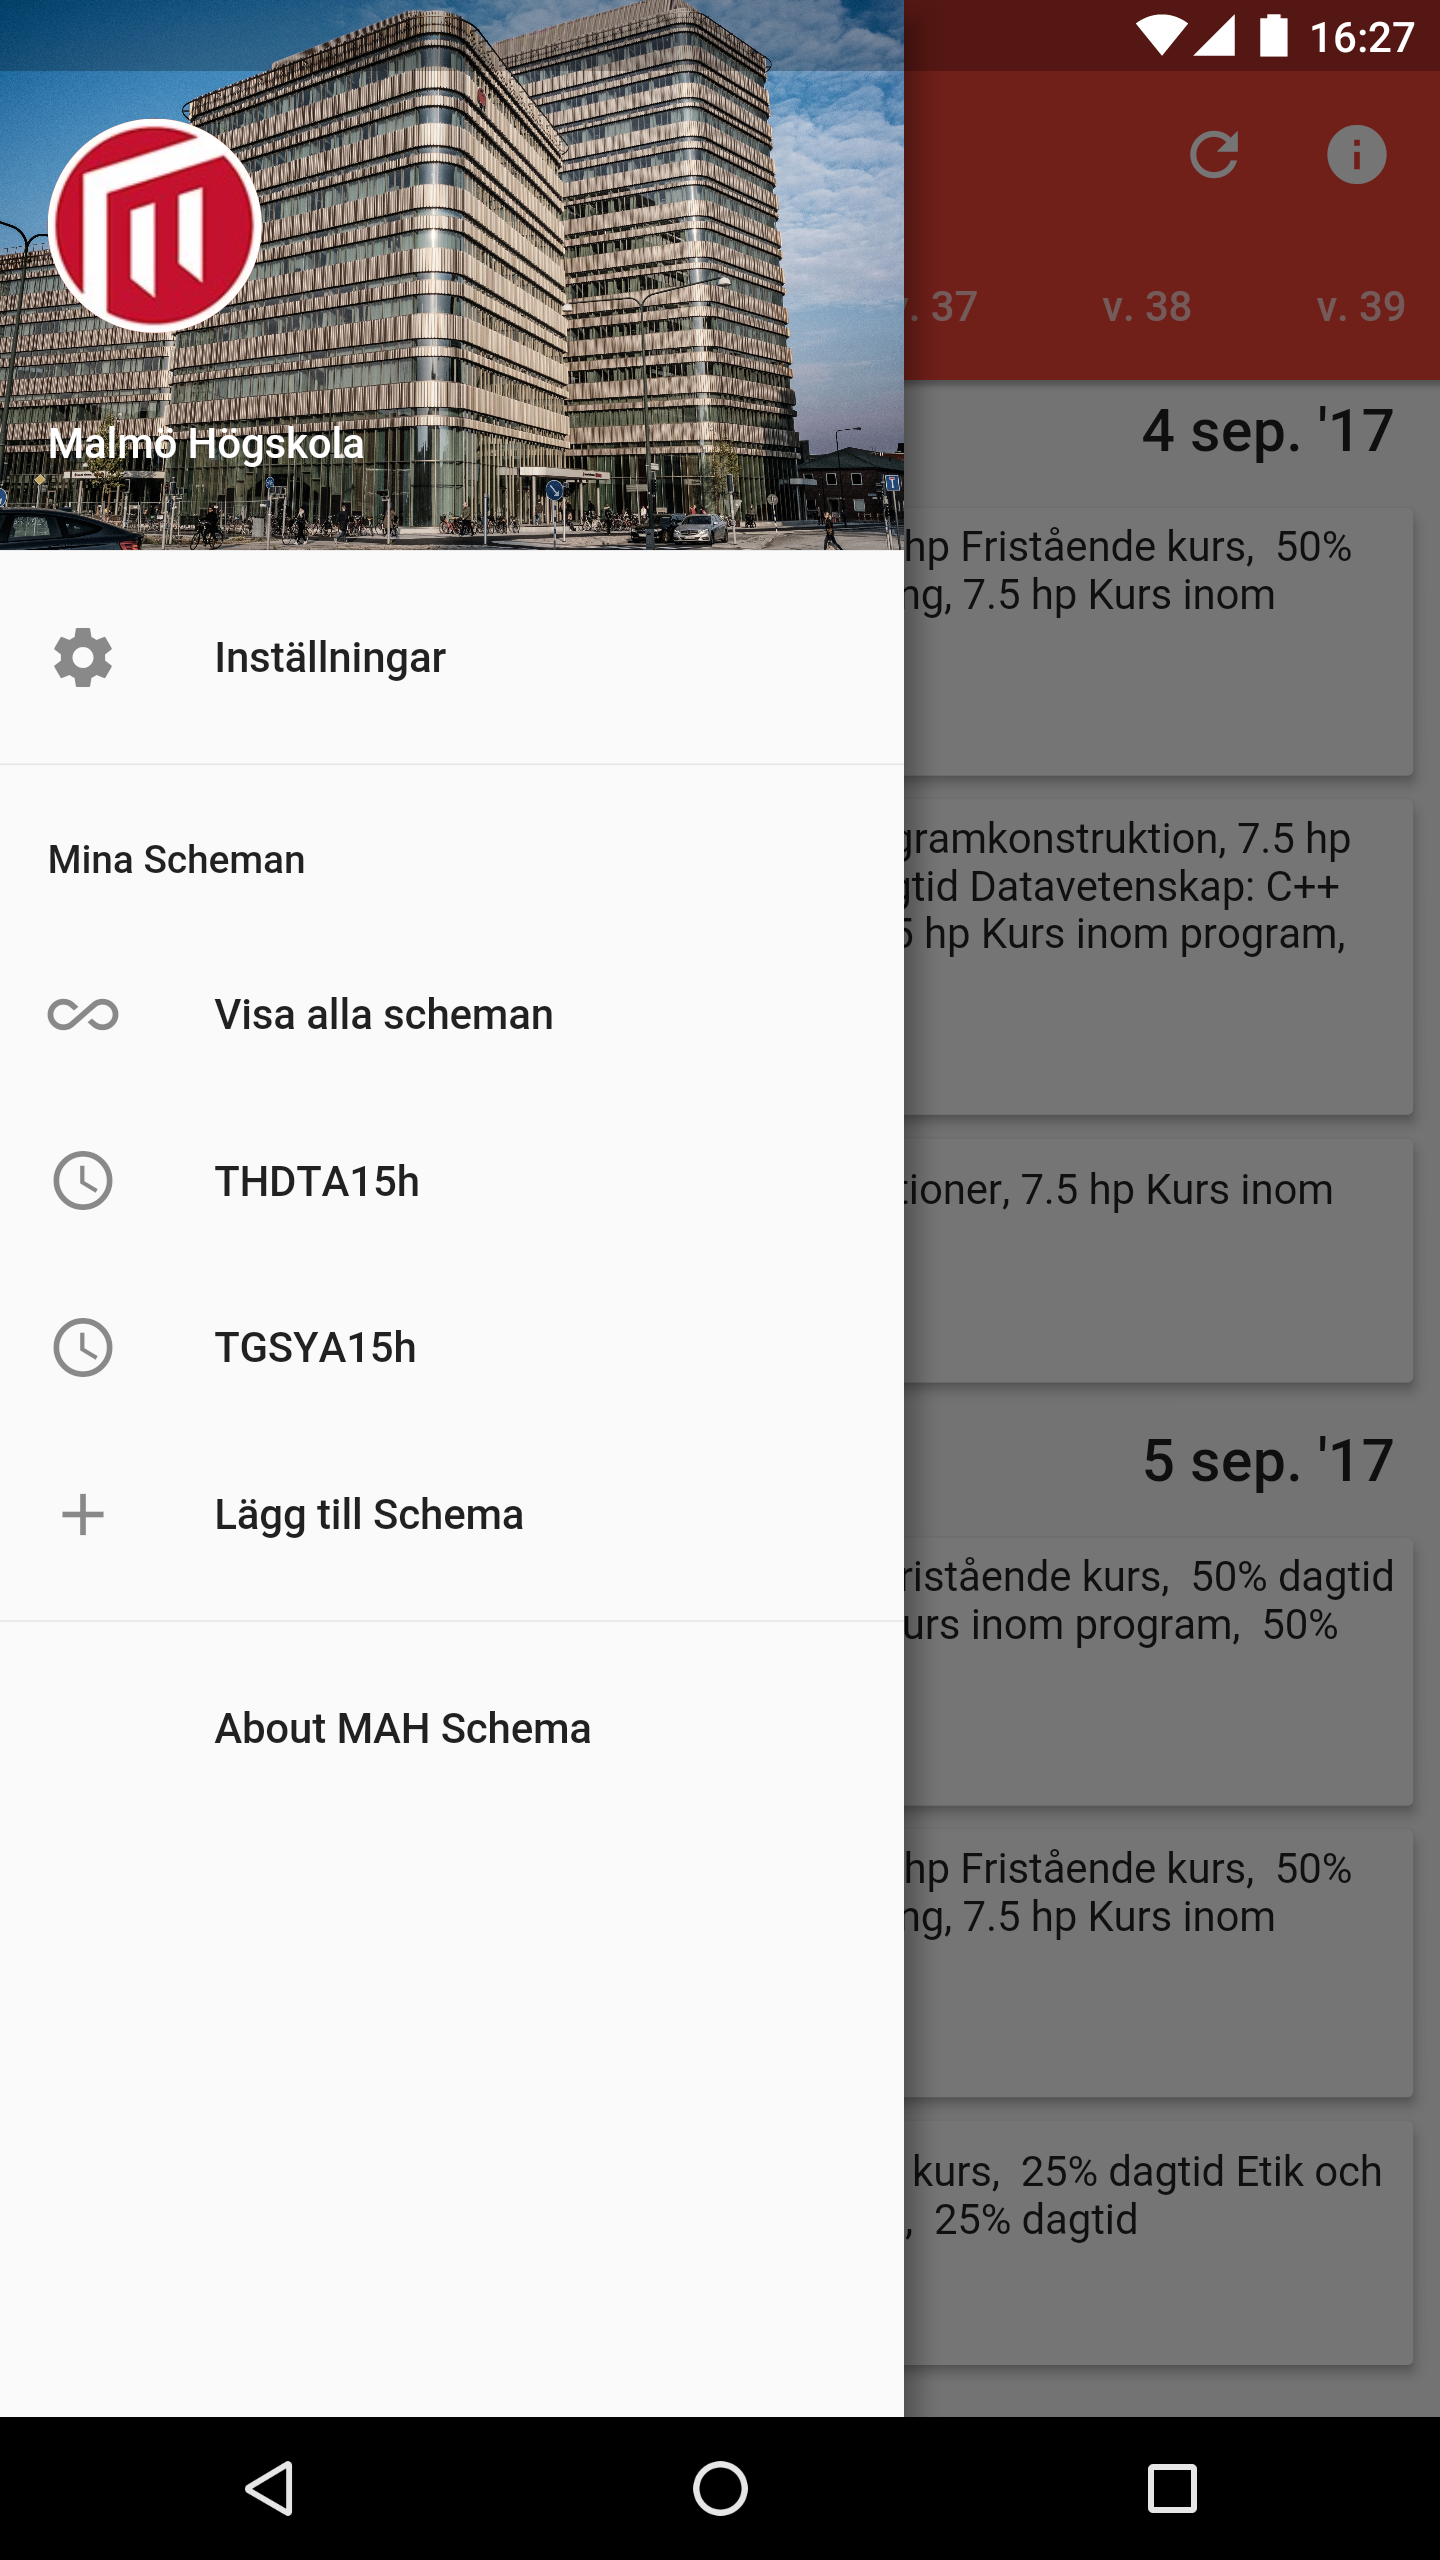 16:27
v. 37
v. 38
v. 39
Malmö Högskola
Inställningar
Mina Scheman
Visa alla scheman
THDTA15h
TGSYA15h
Lägg till Schema
About MAH Schema
4 sep. '17
hp Fristående kurs,  50%
ng, 7.5 hp Kurs inom
gramkonstruktion, 7.5 hp
gtid Datavetenskap: C++
5 hp Kurs inom program,
tioner, 7.5 hp Kurs inom
5 sep. '17
ristående kurs,  50% dagtid
urs inom program,  50%
hp Fristående kurs,  50%
ng, 7.5 hp Kurs inom
kurs,  25% dagtid Etik och
,  25% dagtid